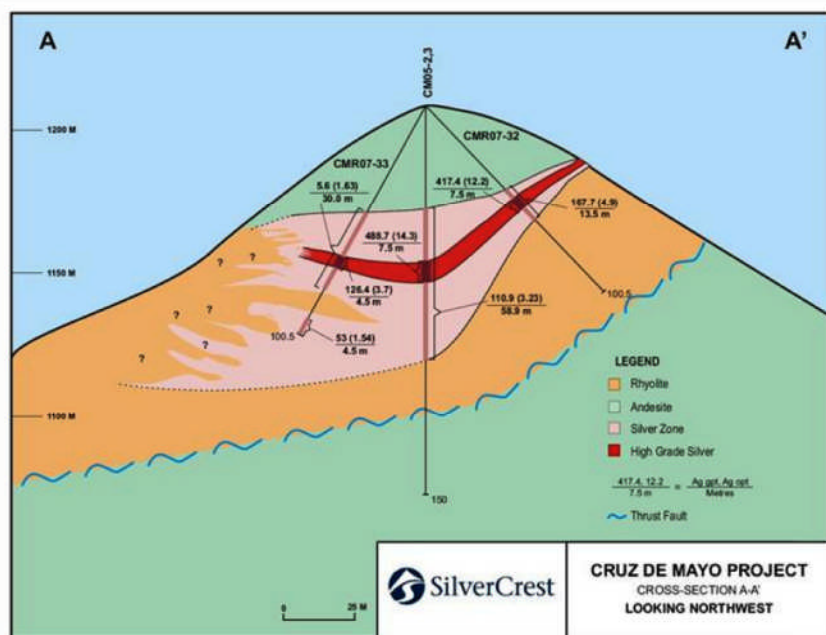 A
A'
CM05-2,3
1200 M
CMR07-33
CMR07-32
5.6 (1.63)
30.0 m
417.4 (12.2)
7.5 m
167.7 (4.9)
13.5 m
488.7 (14.3)
7.5 m
1150 M
?
?
?
?
?
?
126.4 (3.7)
4.5 m
110.9 (3.23)
58.9 m
100.5
100.5
53 (1.54)
4.5 m
1100 M
150
LEGEND
Rhyolite
Andesite
Silver Zone
High Grade Silver
417.4, 12.2 = Ag gpt, Ag opt
7.5 m Metres
Thrust Fault
0 25 M
SilverCrest
CRUZ DE MAYO PROJECT
CROSS-SECTION A-A'
LOOKING NORTHWEST